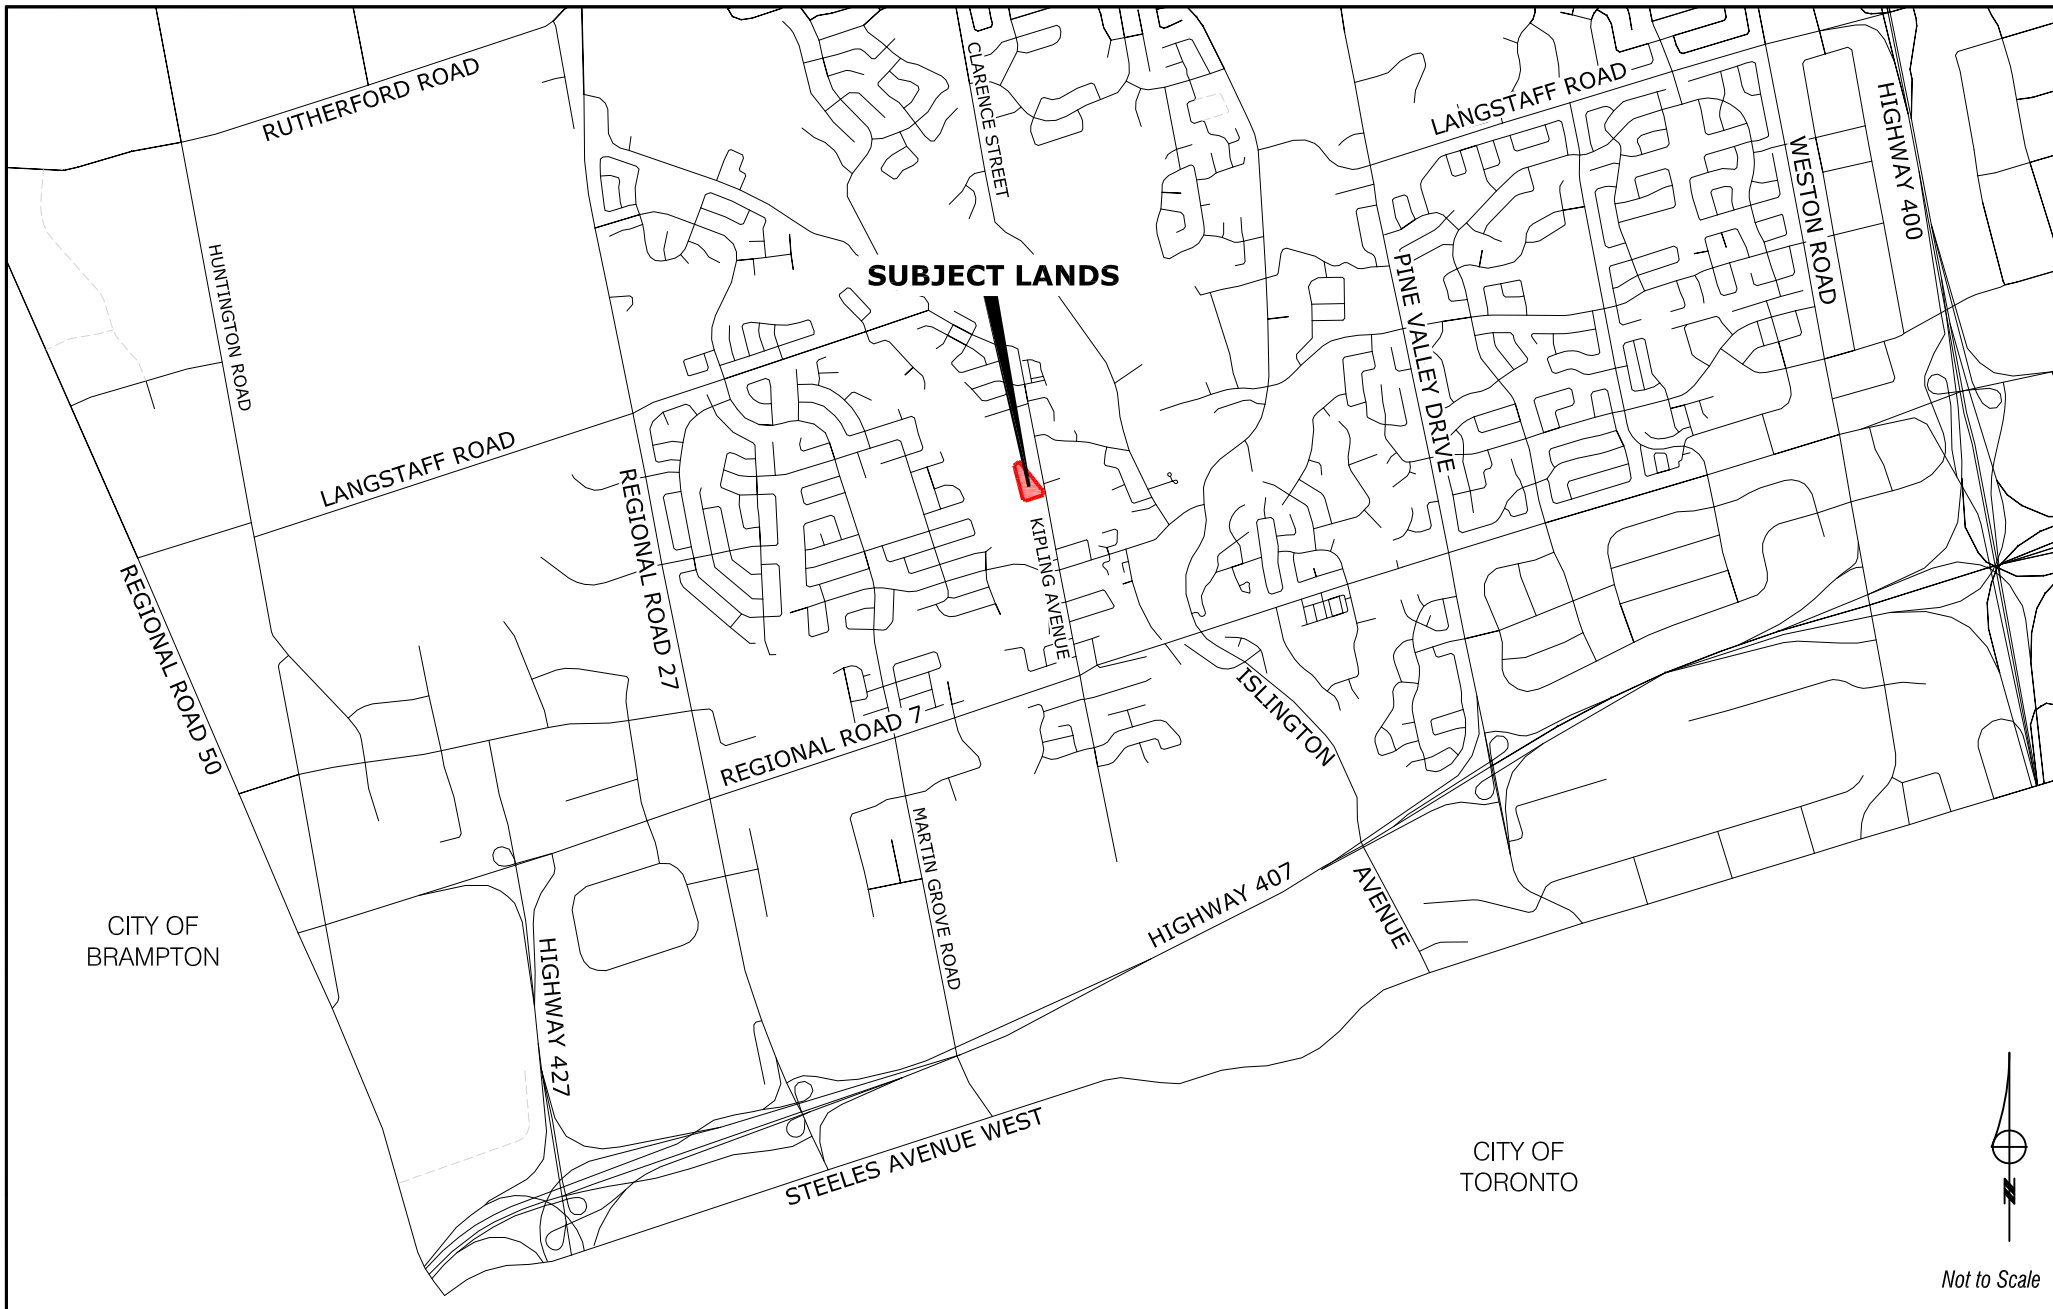 RUTHERFORD ROAD
CLARENCE STREET
LANGSTAFF ROAD
HIGHWAY 400
WESTON ROAD
HUNTINGTON ROAD
SUBJECT LANDS
PINE VALLEY DRIVE
LANGSTAFF ROAD
REGIONAL ROAD 27
KIPLING AVENUE
REGIONAL ROAD 50
ISLINGTON
AVENUE
REGIONAL ROAD 7
MARTIN GROVE ROAD
HIGHWAY 407
CITY OF
BRAMPTON
HIGHWAY 427
STEELES AVENUE WEST
CITY OF
TORONTO
N
Not to Scale